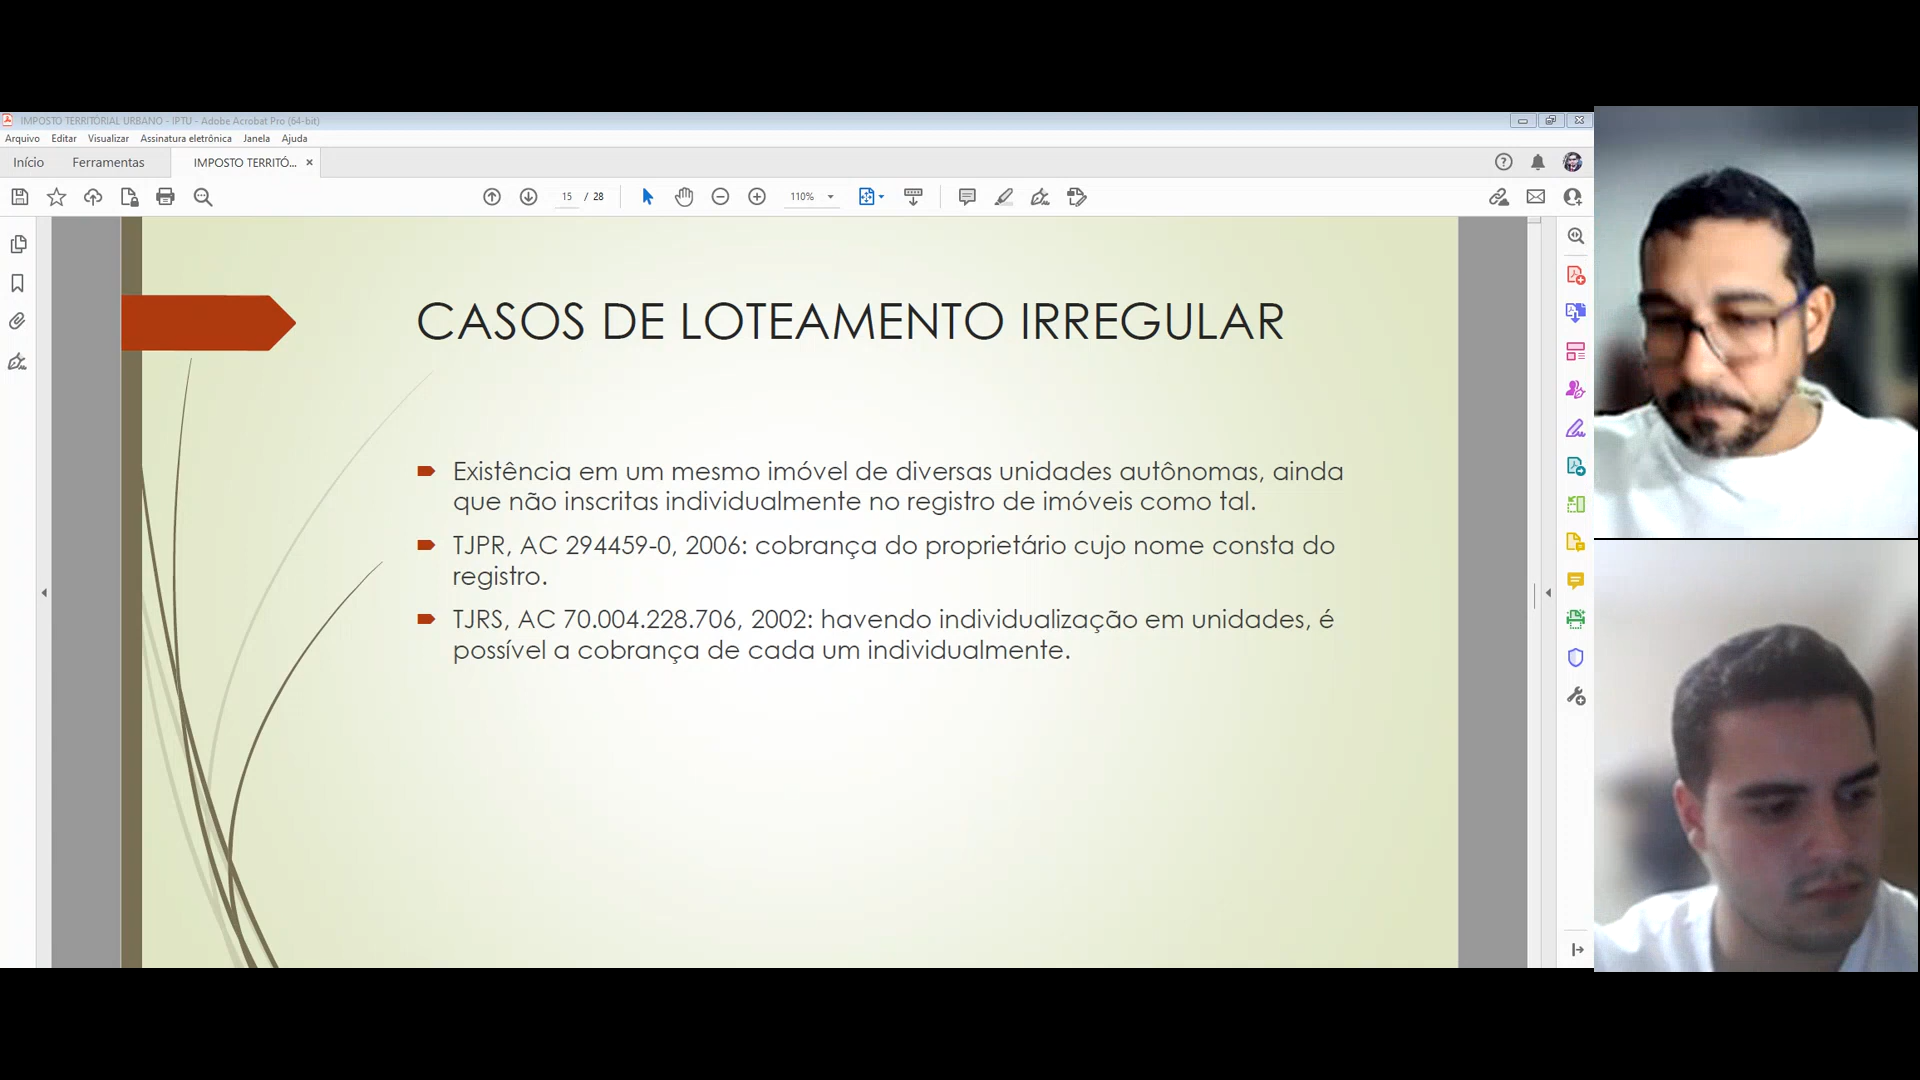 IMPOSTO TERRITÓRIAL URBANO - IPTU - Adobe Acrobat Pro (64-bit)
Arquivo Editar Visualizar Assinatura eletrônica Janela Ajuda
Início Ferramentas IMPOSTO TERRITÓ... ×
15 / 28 110%
CASOS DE LOTEAMENTO IRREGULAR
Existência em um mesmo imóvel de diversas unidades autônomas, ainda
que não inscritas individualmente no registro de imóveis como tal.
TJPR, AC 294459-0, 2006: cobrança do proprietário cujo nome consta do
registro.
TJRS, AC 70.004.228.706, 2002: havendo individualização em unidades, é
possível a cobrança de cada um individualmente.